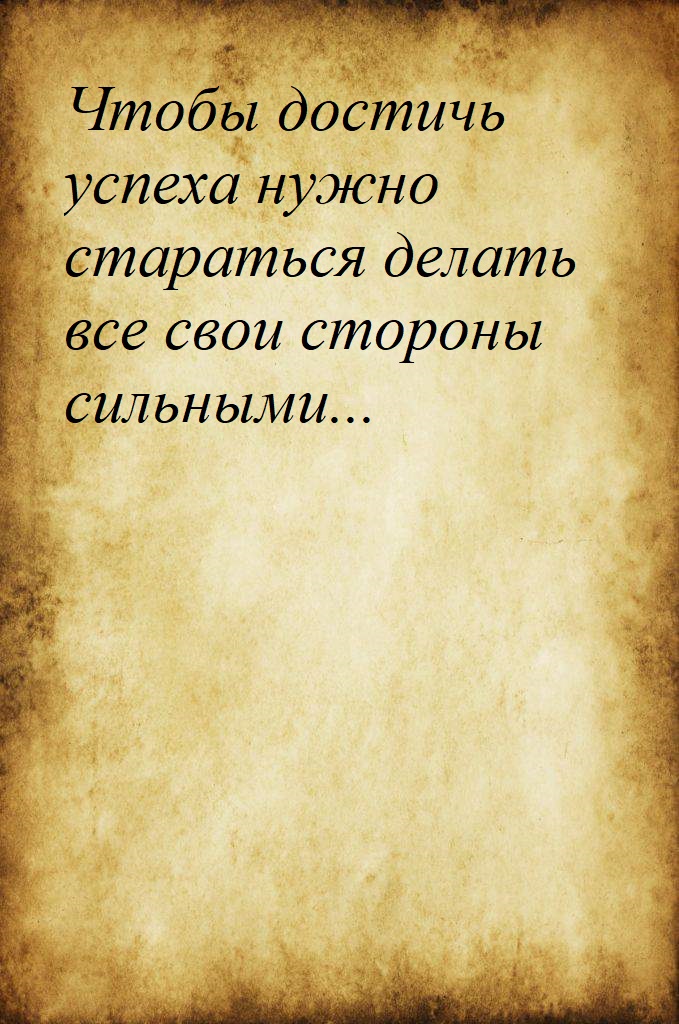 Чтобы достичь
успеха нужно
стараться делать
все свои стороны
сильными...